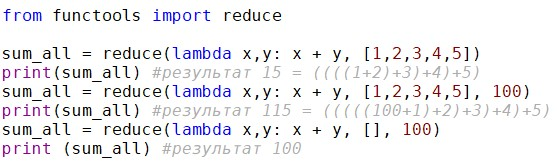 from functools import reduce
sum_all = reduce(lambda x,y: x + y, [1,2,3,4,5])
print(sum_all) #результат 15 = ((((1+2)+3)+4)+5)
sum_all = reduce(lambda x,y: x + y, [1,2,3,4,5], 100)
print(sum_all) #результат 115 = (((((100+1)+2)+3)+4)+5)
sum_all = reduce(lambda x,y: x + y, [], 100)
print (sum_all) #результат 100